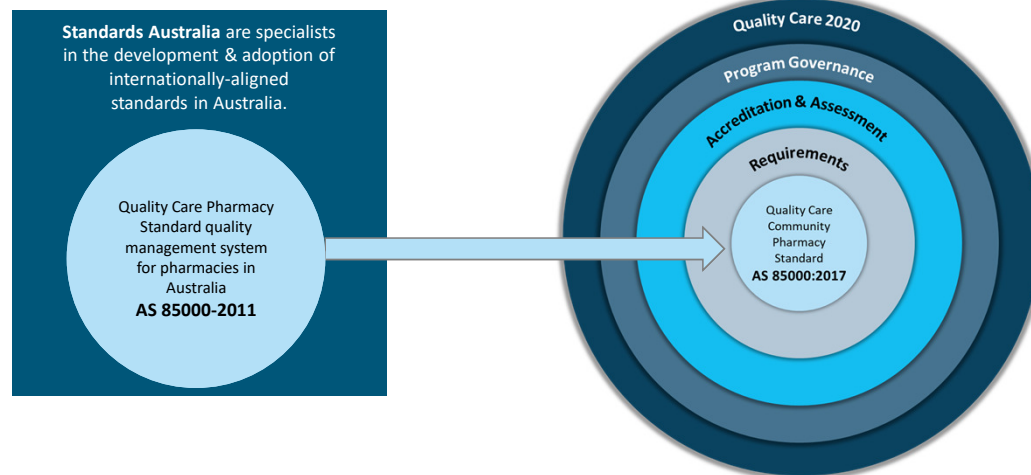 Standards Australia are specialists
in the development & adoption of
internationally-aligned
standards in Australia.
Quality Care Pharmacy
Standard quality
management system
for pharmacies in
Australia
AS 85000-2011
Quality Care 2020
Program Governance
Accreditation & Assessment
Requirements
Quality Care
Community
Pharmacy
Standard
AS 85000:2017